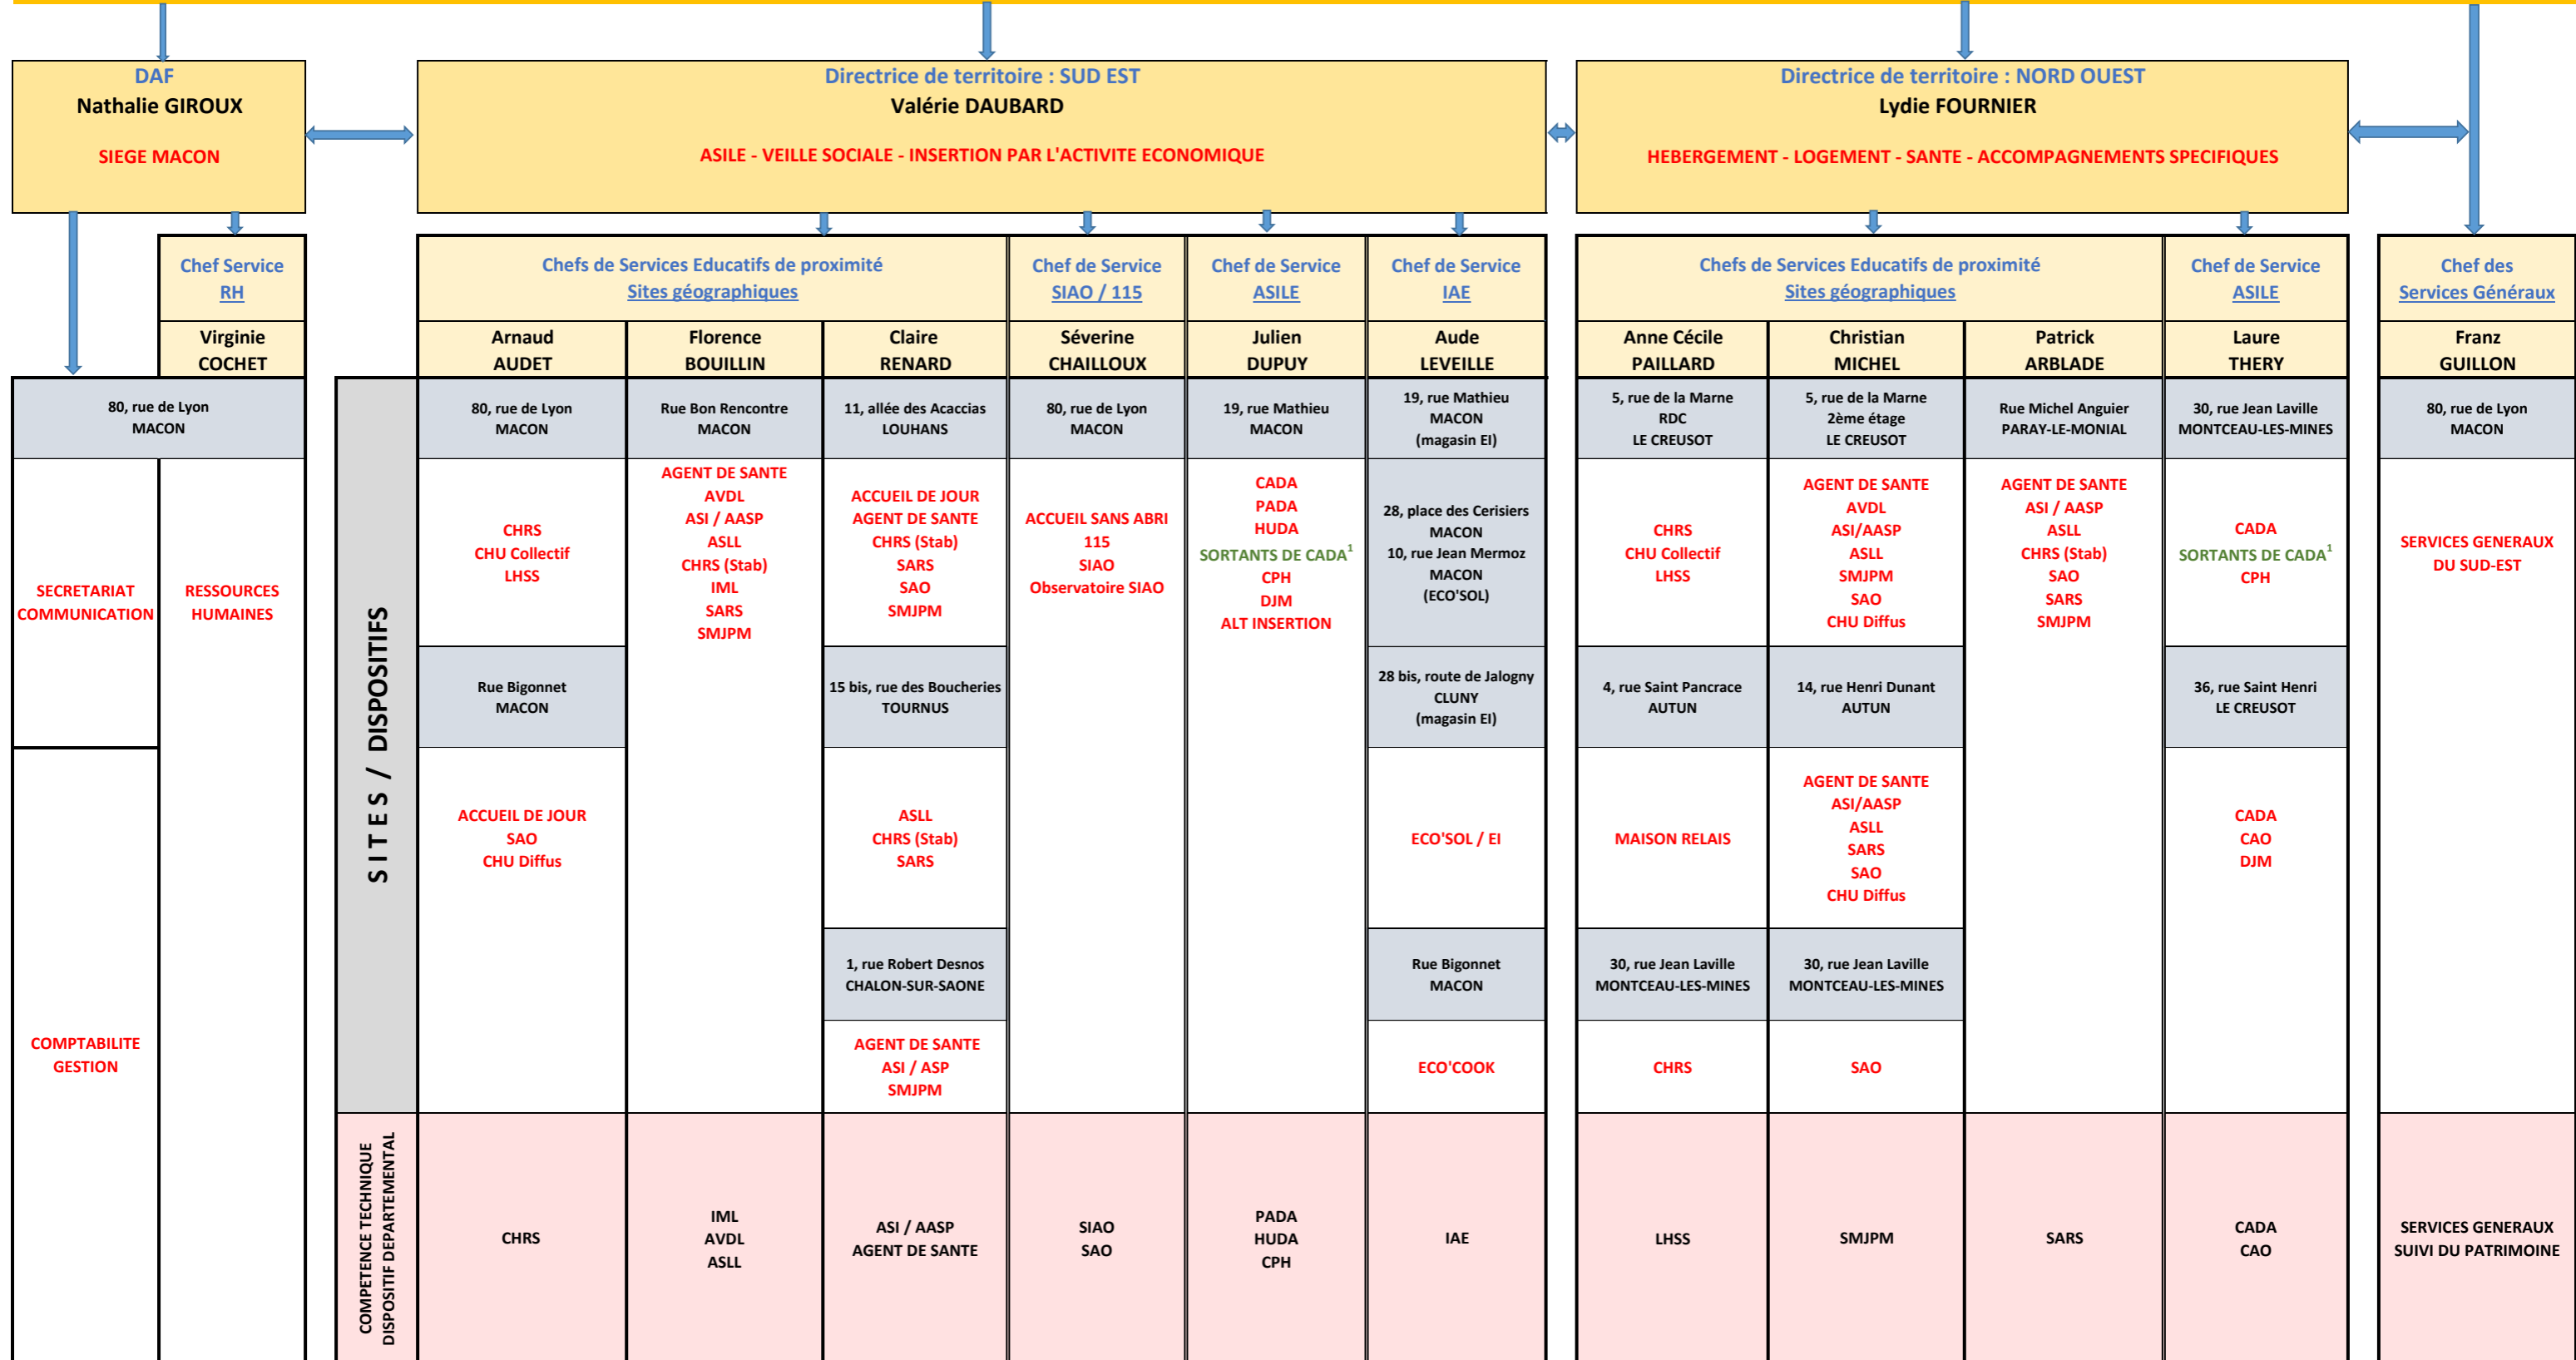 DAF
Nathalie GIROUX
SIEGE MACON
Directrice de territoire : SUD EST
Valérie DAUBARD
ASILE - VEILLE SOCIALE - INSERTION PAR L'ACTIVITE ECONOMIQUE
Directrice de territoire : NORD OUEST
Lydie FOURNIER
HEBERGEMENT - LOGEMENT - SANTE - ACCOMPAGNEMENTS SPECIFIQUES
Chef Service
RH
Virginie
COCHET
80, rue de Lyon
MACON
SECRETARIAT
COMMUNICATION
RESSOURCES
HUMAINES
COMPTABILITE
GESTION
SITES / DISPOSITIFS
COMPETENCE TECHNIQUE
DISPOSITIF DEPARTEMENTAL
Chefs de Services Educatifs de proximité
Sites géographiques
Arnaud
AUDET
80, rue de Lyon
MACON
CHRS
CHU Collectif
LHSS
Rue Bigonnet
MACON
ACCUEIL DE JOUR
SAO
CHU Diffus
CHRS
Florence
BOUILLIN
Rue Bon Rencontre
MACON
AGENT DE SANTE
AVDL
ASI / AASP
ASLL
CHRS (Stab)
IML
SARS
SMJPM
IML
AVDL
ASLL
Claire
RENARD
11, allée des Acaccias
LOUHANS
ACCUEIL DE JOUR
AGENT DE SANTE
CHRS (Stab)
SARS
SAO
SMJPM
15 bis, rue des Boucheries
TOURNUS
ASLL
CHRS (Stab)
SARS
1, rue Robert Desnos
CHALON-SUR-SAONE
AGENT DE SANTE
ASI / ASP
SMJPM
ASI / AASP
AGENT DE SANTE
Chef de Service
SIAO / 115
Séverine
CHAILLOUX
80, rue de Lyon
MACON
ACCUEIL SANS ABRI
115
SIAO
Observatoire SIAO
SIAO
SAO
Chef de Service
ASILE
Julien
DUPUY
19, rue Mathieu
MACON
CADA
PADA
HUDA
SORTANTS DE CADA¹
CPH
DJM
ALT INSERTION
PADA
HUDA
CPH
Chef de Service
IAE
Aude
LEVEILLE
19, rue Mathieu
MACON
(magasin EI)
28, place des Cerisiers
MACON
10, rue Jean Mermoz
MACON
(ECO'SOL)
28 bis, route de Jalogny
CLUNY
(magasin EI)
ECO'SOL / EI
Rue Bigonnet
MACON
ECO'COOK
IAE
Chefs de Services Educatifs de proximité
Sites géographiques
Anne Cécile
PAILLARD
5, rue de la Marne
RDC
LE CREUSOT
CHRS
CHU Collectif
LHSS
4, rue Saint Pancrace
AUTUN
MAISON RELAIS
30, rue Jean Laville
MONTCEAU-LES-MINES
CHRS
LHSS
Christian
MICHEL
5, rue de la Marne
2ème étage
LE CREUSOT
AGENT DE SANTE
AVDL
ASI/AASP
ASLL
SMJPM
SAO
CHU Diffus
14, rue Henri Dunant
AUTUN
AGENT DE SANTE
ASI/AASP
ASLL
SARS
SAO
CHU Diffus
30, rue Jean Laville
MONTCEAU-LES-MINES
SAO
SMJPM
Patrick
ARBLADE
Rue Michel Anguier
PARAY-LE-MONIAL
AGENT DE SANTE
ASI / AASP
ASLL
CHRS (Stab)
SAO
SARS
SMJPM
SARS
Chef de Service
ASILE
Laure
THERY
30, rue Jean Laville
MONTCEAU-LES-MINES
CADA
SORTANTS DE CADA¹
CPH
36, rue Saint Henri
LE CREUSOT
CADA
CAO
DJM
CADA
CAO
Chef des
Services Généraux
Franz
GUILLON
80, rue de Lyon
MACON
SERVICES GENERAUX
DU SUD-EST
SERVICES GENERAUX
SUIVI DU PATRIMOINE